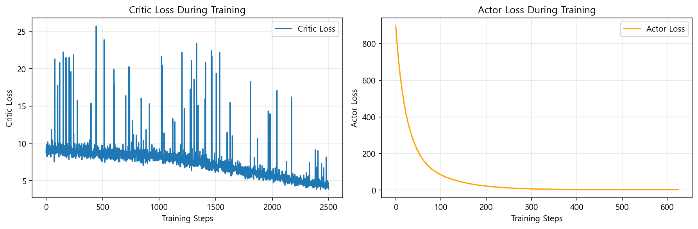 Critic Loss During Training
Critic Loss
25
20
15
10
5
Critic Loss
0
500
1000
1500
2000
2500
Training Steps
Actor Loss During Training
Actor Loss
800
600
400
200
0
Actor Loss
0
100
200
300
400
500
600
Training Steps